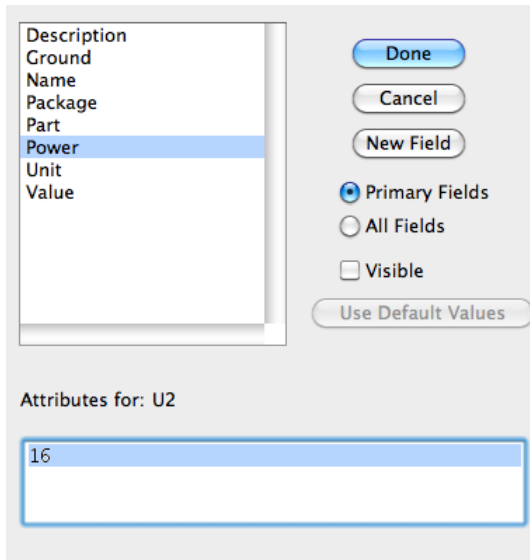 Description
Ground
Name
Package
Part
Power
Unit
Value
Done
Cancel
New Field
Primary Fields
All Fields
Visible
Use Default Values
Attributes for: U2
16